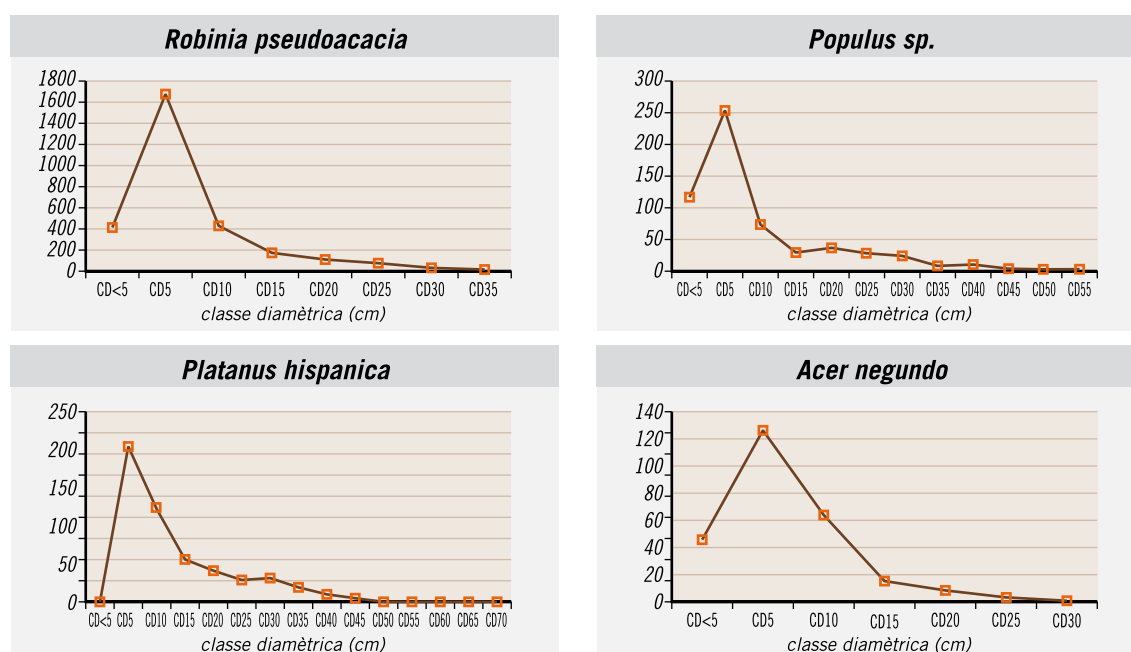 Robinia pseudoacacia
1800
1600
1400
1200
1000
800
600
400
200
0
CD<5 CD5 CD10 CD15 CD20 CD25 CD30 CD35
classe diamètrica (cm)
Populus sp.
300
250
200
150
100
50
0
CD<5 CD5 CD10 CD15 CD20 CD25 CD30 CD35 CD40 CD45 CD50 CD55
classe diamètrica (cm)
Platanus hispanica
250
200
150
100
50
0
CD<5 CD5 CD10 CD15 CD20 CD25 CD30 CD35 CD40 CD45 CD50 CD55 CD60 CD65 CD70
classe diamètrica (cm)
Acer negundo
140
120
100
80
60
40
20
0
CD<5 CD5 CD10 CD15 CD20 CD25 CD30
classe diamètrica (cm)